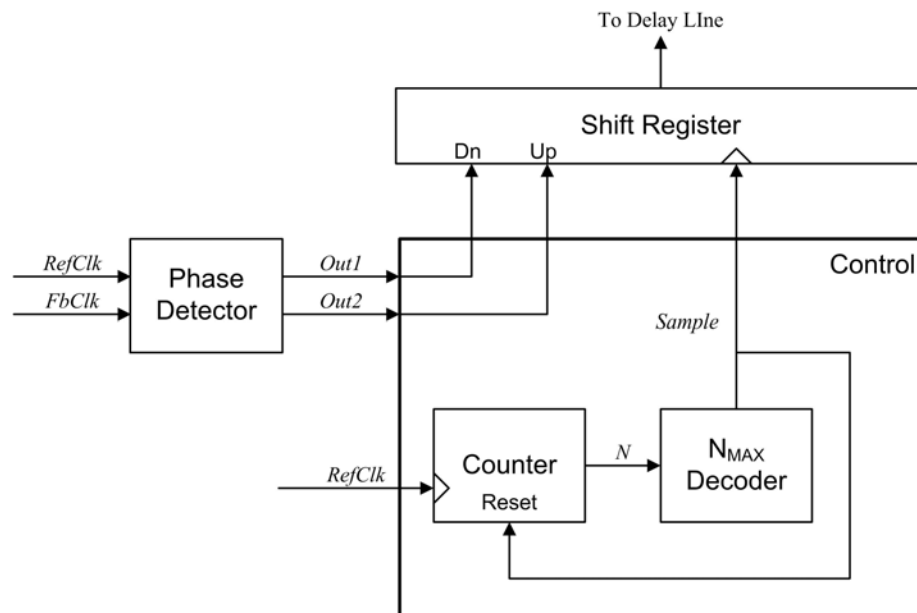 To Delay LIne
Shift Register
Dn
Up
RefClk
FbClk
Phase
Detector
Out1
Out2
Control
Sample
RefClk
Counter
Reset
N
NMAX
Decoder